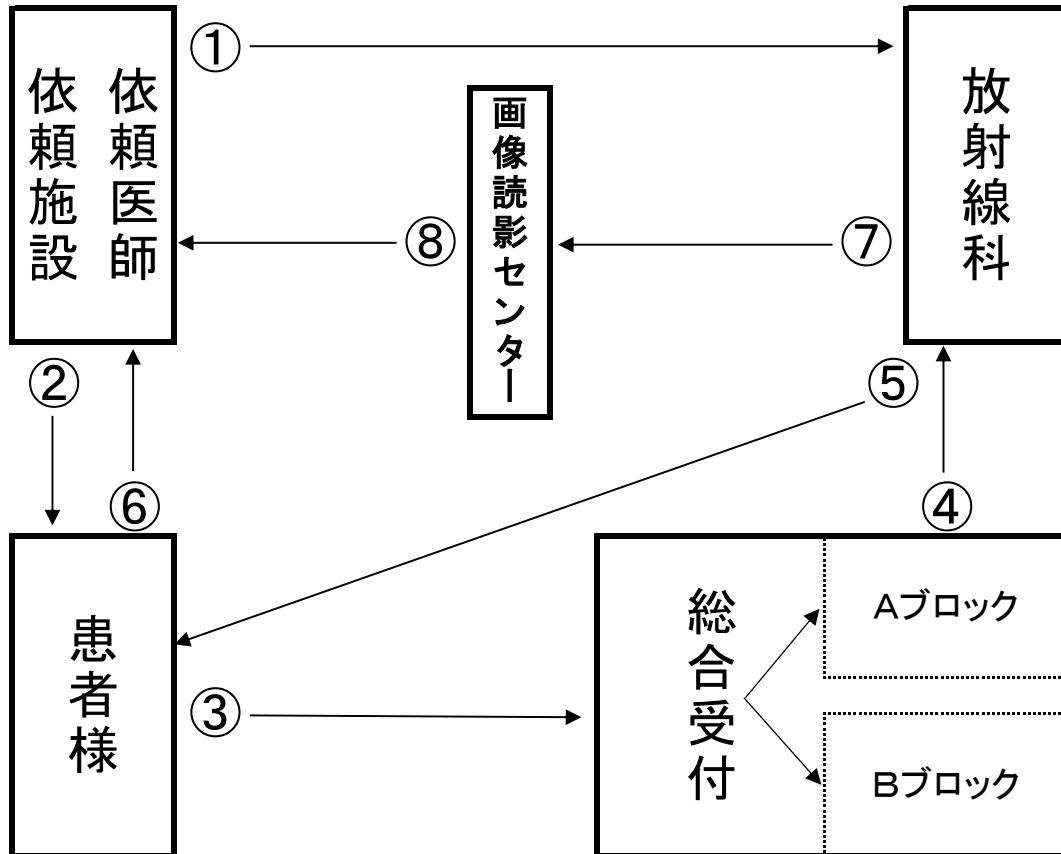 ①
依頼医師
依頼施設
画像読影センター
放射線科
⑧
⑦
②
⑤
⑥
④
患者様
③
総合受付
Aブロック
Bブロック